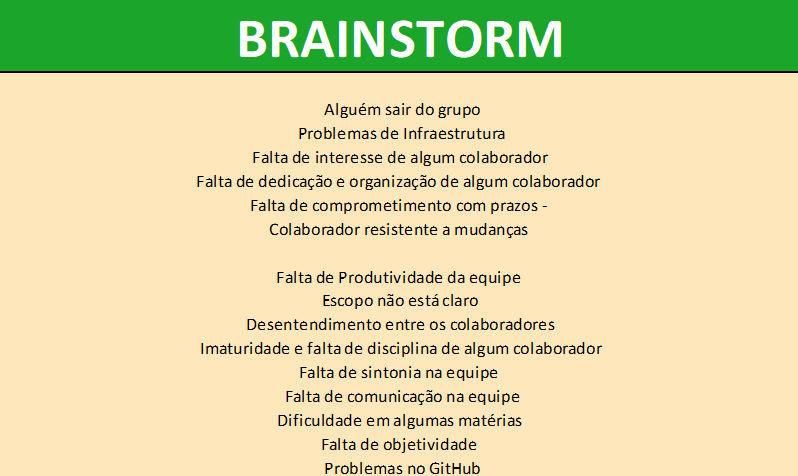 BRAINSTORM
Alguém sair do grupo
Problemas de Infraestrutura
Falta de interesse de algum colaborador
Falta de dedicação e organização de algum colaborador
Falta de comprometimento com prazos -
Colaborador resistente a mudanças
Falta de Produtividade da equipe
Escopo não está claro
Desentendimento entre os colaboradores
Imaturidade e falta de disciplina de algum colaborador
Falta de sintonia na equipe
Falta de comunicação na equipe
Dificuldade em algumas matérias
Falta de objetividade
Problemas no GitHub